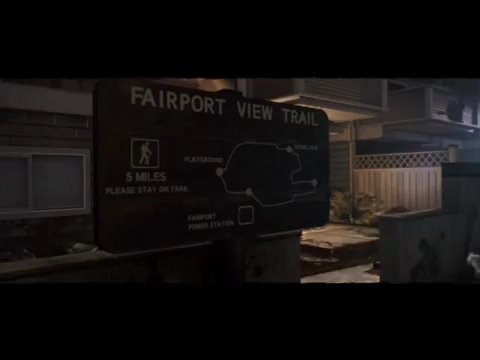 FAIRPORT VIEW TRAIL
PLAYGROUND
5 MILES
PLEASE STAY ON TRAIL
FAIRPORT
POWER STATION